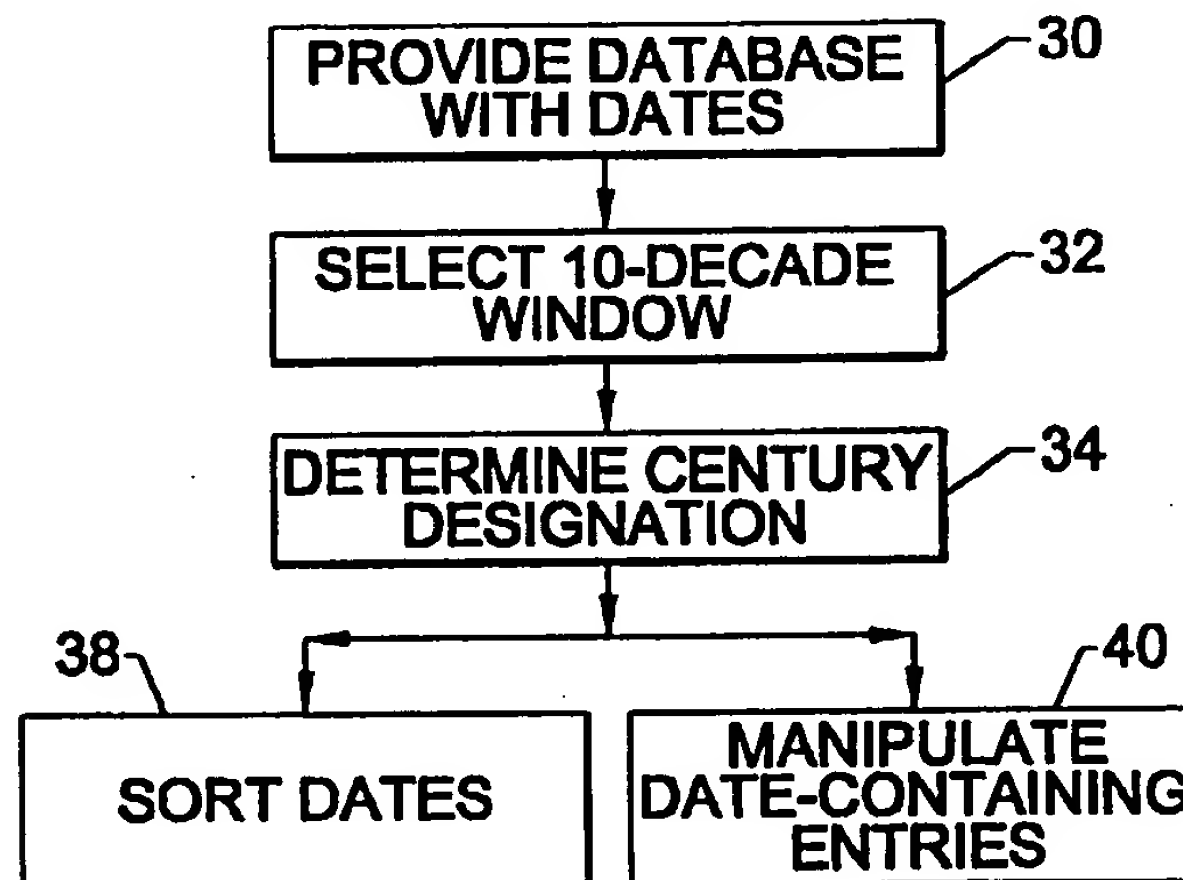 PROVIDE DATABASE
WITH DATES
30
SELECT 10-DECADE
WINDOW
32
DETERMINE CENTURY
DESIGNATION
34
38
SORT DATES
40
MANIPULATE
DATE-CONTAINING
ENTRIES